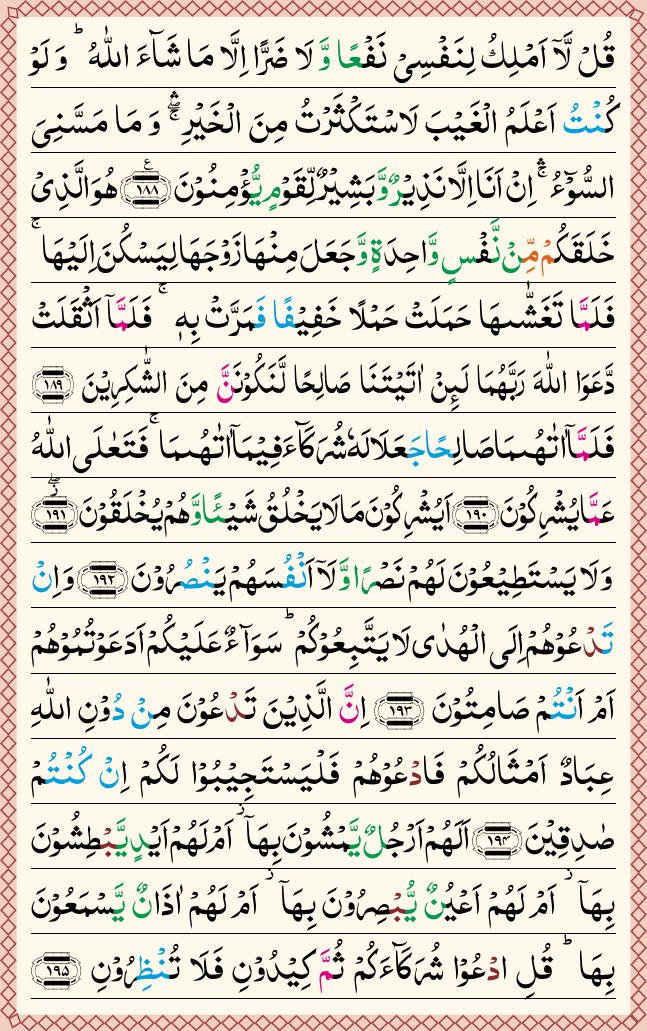 قُلْ لَّاۤ اَمْلِكُ لِنَفْسِیْ نَفْعًا وَّ لَا ضَرًّا اِلَّا مَا شَآءَ اللّٰهُ ؕ وَ لَوْ
كُنْتُ اَعْلَمُ الْغَیْبَ لَاسْتَكْثَرْتُ مِنَ الْخَیْرِ ۛۖۚ وَ مَا مَسَّنِیَ
السُّوْٓءُ ۛۚ اِنْ اَنَا اِلَّا نَذِیْرٌ وَّ بَشِیْرٌ لِّقَوْمٍ یُّؤْمِنُوْنَ ﴿۱۸۸﴾ هُوَ الَّذِیْ
خَلَقَكُمْ مِّنْ نَّفْسٍ وَّاحِدَةٍ وَّ جَعَلَ مِنْهَا زَوْجَهَا لِیَسْكُنَ اِلَیْهَا ۚ
فَلَمَّا تَغَشّٰىهَا حَمَلَتْ حَمْلًا خَفِیْفًا فَمَرَّتْ بِهٖ ۚ فَلَمَّاۤ اَثْقَلَتْ
دَّعَوَا اللّٰهَ رَبَّهُمَا لَىِٕنْ اٰتَیْتَنَا صَالِحًا لَّنَكُوْنَنَّ مِنَ الشّٰكِرِیْنَ ﴿۱۸۹﴾
فَلَمَّاۤ اٰتٰىهُمَا صَالِحًا جَعَلَا لَهٗ شُرَكَآءَ فِیْمَاۤ اٰتٰىهُمَا ۚ فَتَعٰلَی اللّٰهُ
عَمَّا یُشْرِكُوْنَ ﴿۱۹۰﴾ اَیُشْرِكُوْنَ مَا لَا یَخْلُقُ شَیْـًٔا وَّ هُمْ یُخْلَقُوْنَ ﴿۱۹۱﴾ؗۖ
وَ لَا یَسْتَطِیْعُوْنَ لَهُمْ نَصْرًا وَّ لَاۤ اَنْفُسَهُمْ یَنْصُرُوْنَ ﴿۱۹۲﴾ وَ اِنْ
تَدْعُوْهُمْ اِلَی الْهُدٰی لَا یَتَّبِعُوْكُمْ ؕ سَوَآءٌ عَلَیْكُمْ اَدَعَوْتُمُوْهُمْ
اَمْ اَنْتُمْ صَامِتُوْنَ ﴿۱۹۳﴾ اِنَّ الَّذِیْنَ تَدْعُوْنَ مِنْ دُوْنِ اللّٰهِ
عِبَادٌ اَمْثَالُكُمْ فَادْعُوْهُمْ فَلْیَسْتَجِیْبُوْا لَكُمْ اِنْ كُنْتُمْ
صٰدِقِیْنَ ﴿۱۹۴﴾ اَلَهُمْ اَرْجُلٌ یَّمْشُوْنَ بِهَاۤ ؗ اَمْ لَهُمْ اَیْدٍ یَّبْطِشُوْنَ
بِهَاۤ ؗ اَمْ لَهُمْ اَعْیُنٌ یُّبْصِرُوْنَ بِهَاۤ ؗ اَمْ لَهُمْ اٰذَانٌ یَّسْمَعُوْنَ
بِهَا ؕ قُلِ ادْعُوْا شُرَكَآءَكُمْ ثُمَّ كِیْدُوْنِ فَلَا تُنْظِرُوْنِ ﴿۱۹۵﴾